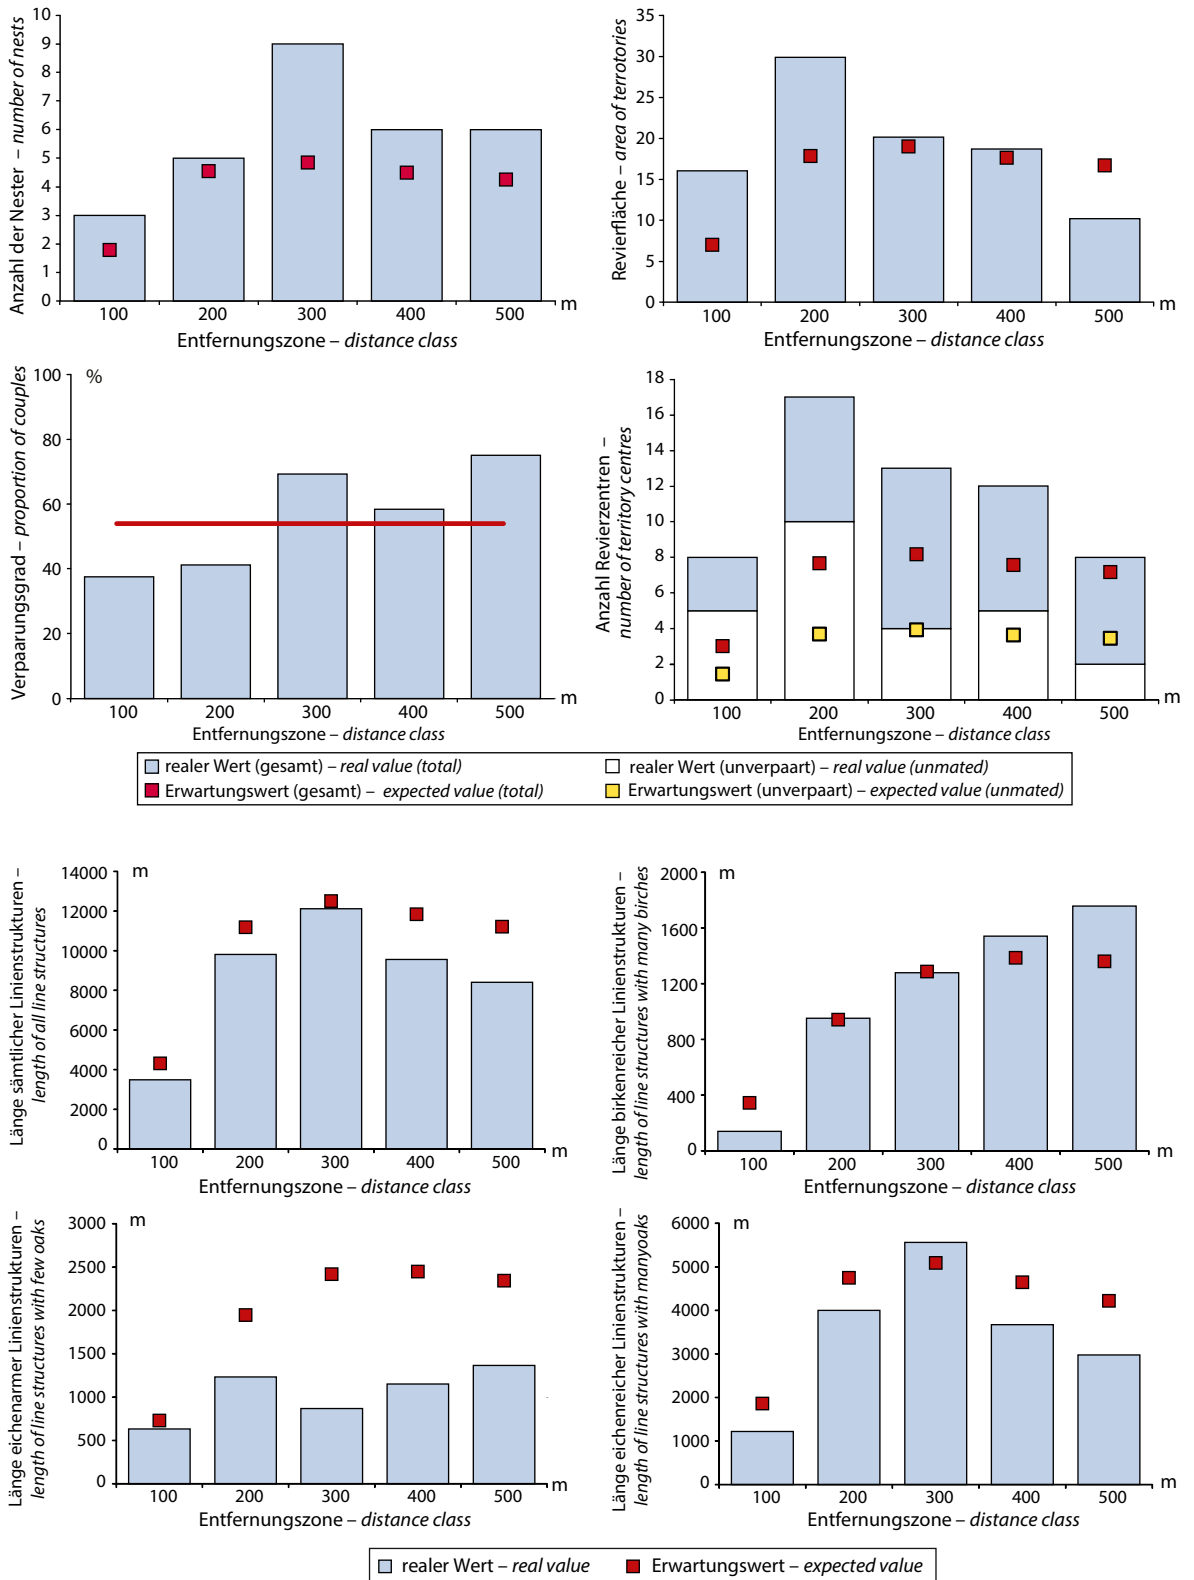 Anzahl der Nester – number of nests
10
9
8
7
6
5
4
3
2
1
0
100 200 300 400 500 m
Entfernungszone – distance class
Revierfläche – area of terrotories
35
30
25
20
15
10
5
0
100 200 300 400 500 m
Entfernungszone – distance class
Verpaarungsgrad – proportion of couples
%
100
80
60
40
20
0
100 200 300 400 500 m
Entfernungszone – distance class
Anzahl Revierzentren –
number of territory centres
18
16
14
12
10
8
6
4
2
0
100 200 300 400 500 m
Entfernungszone – distance class
realer Wert (gesamt) – real value (total)
realer Wert (unverpaart) – real value (unmated)
Erwartungswert (gesamt) – expected value (total)
Erwartungswert (unverpaart) – expected value (unmated)
Länge sämtlicher Linienstrukturen –
length of all line structures
m
14000
12000
10000
8000
6000
4000
2000
0
100 200 300 400 500 m
Entfernungszone – distance class
Länge birkenreicher Linienstrukturen –
length of line structures with many birches
m
2000
1600
1200
800
400
0
100 200 300 400 500 m
Entfernungszone – distance class
Länge eichenarmer Linienstrukturen –
length of line structures with few oaks
m
3000
2500
2000
1500
1000
500
0
100 200 300 400 500 m
Entfernungszone – distance class
Länge eichenreicher Linienstrukturen –
length of line structures with manyoaks
m
6000
5000
4000
3000
2000
1000
0
100 200 300 400 500 m
Entfernungszone – distance class
realer Wert – real value
Erwartungswert – expected value